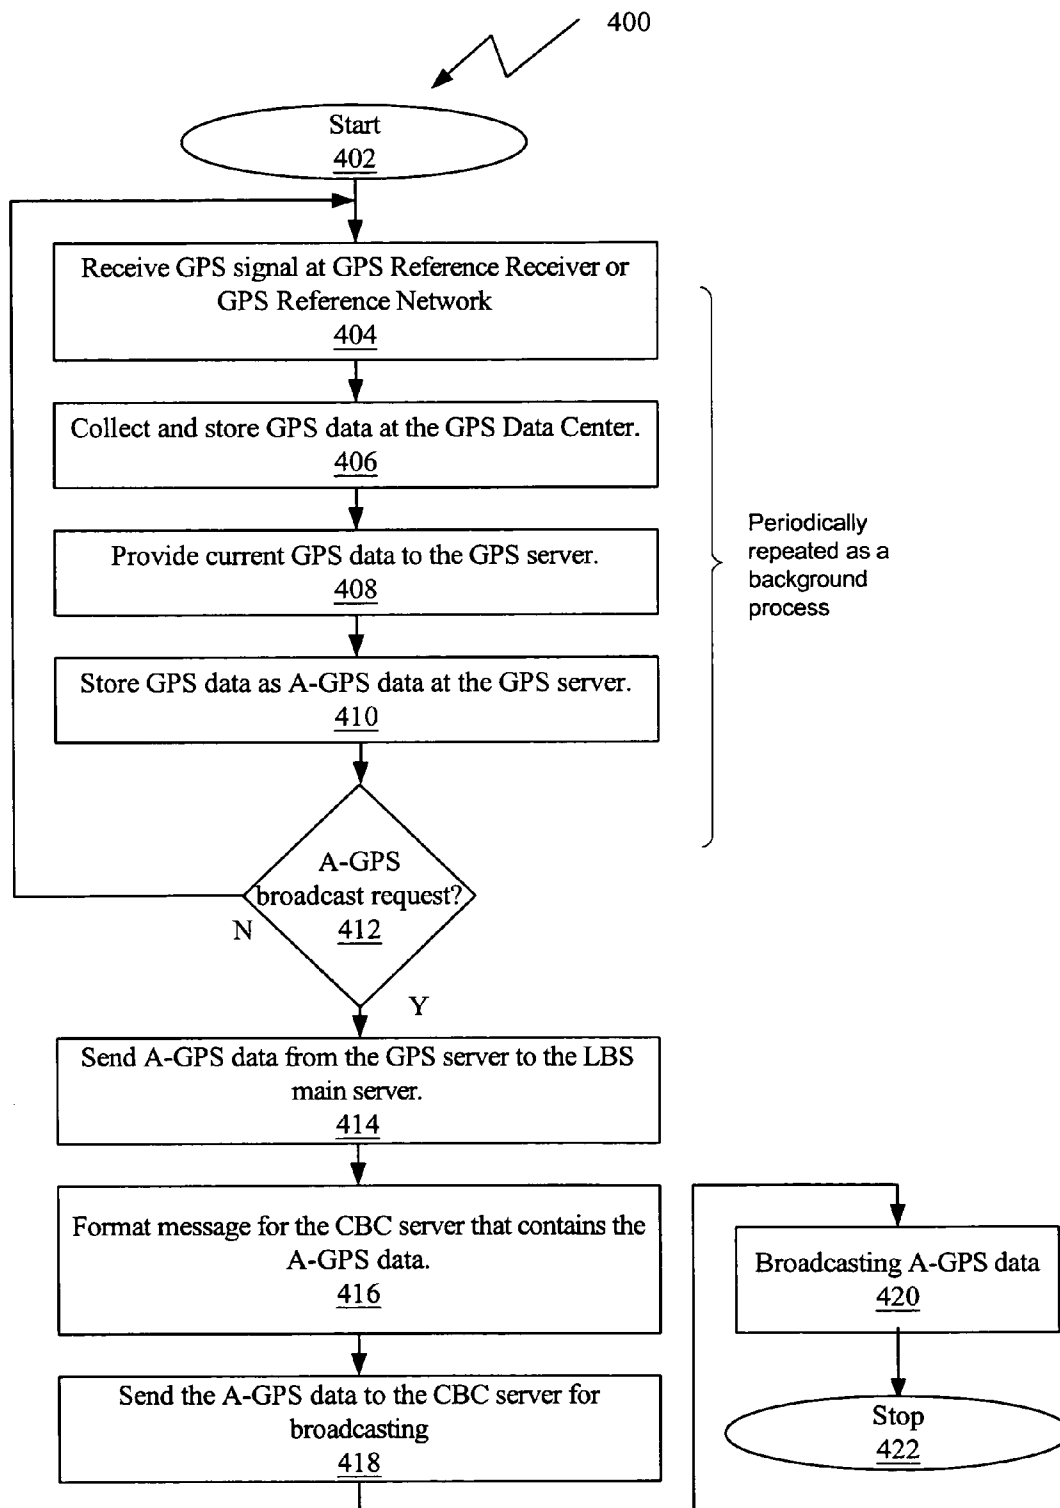 400
Start
402
Receive GPS signal at GPS Reference Receiver or
GPS Reference Network
404
Collect and store GPS data at the GPS Data Center.
406
Provide current GPS data to the GPS server.
408
Store GPS data as A-GPS data at the GPS server.
410
Periodically
repeated as a
background
process
A-GPS
broadcast request?
412
N
Y
Send A-GPS data from the GPS server to the LBS
main server.
414
Format message for the CBC server that contains the
A-GPS data.
416
Send the A-GPS data to the CBC server for
broadcasting
418
Broadcasting A-GPS data
420
Stop
422